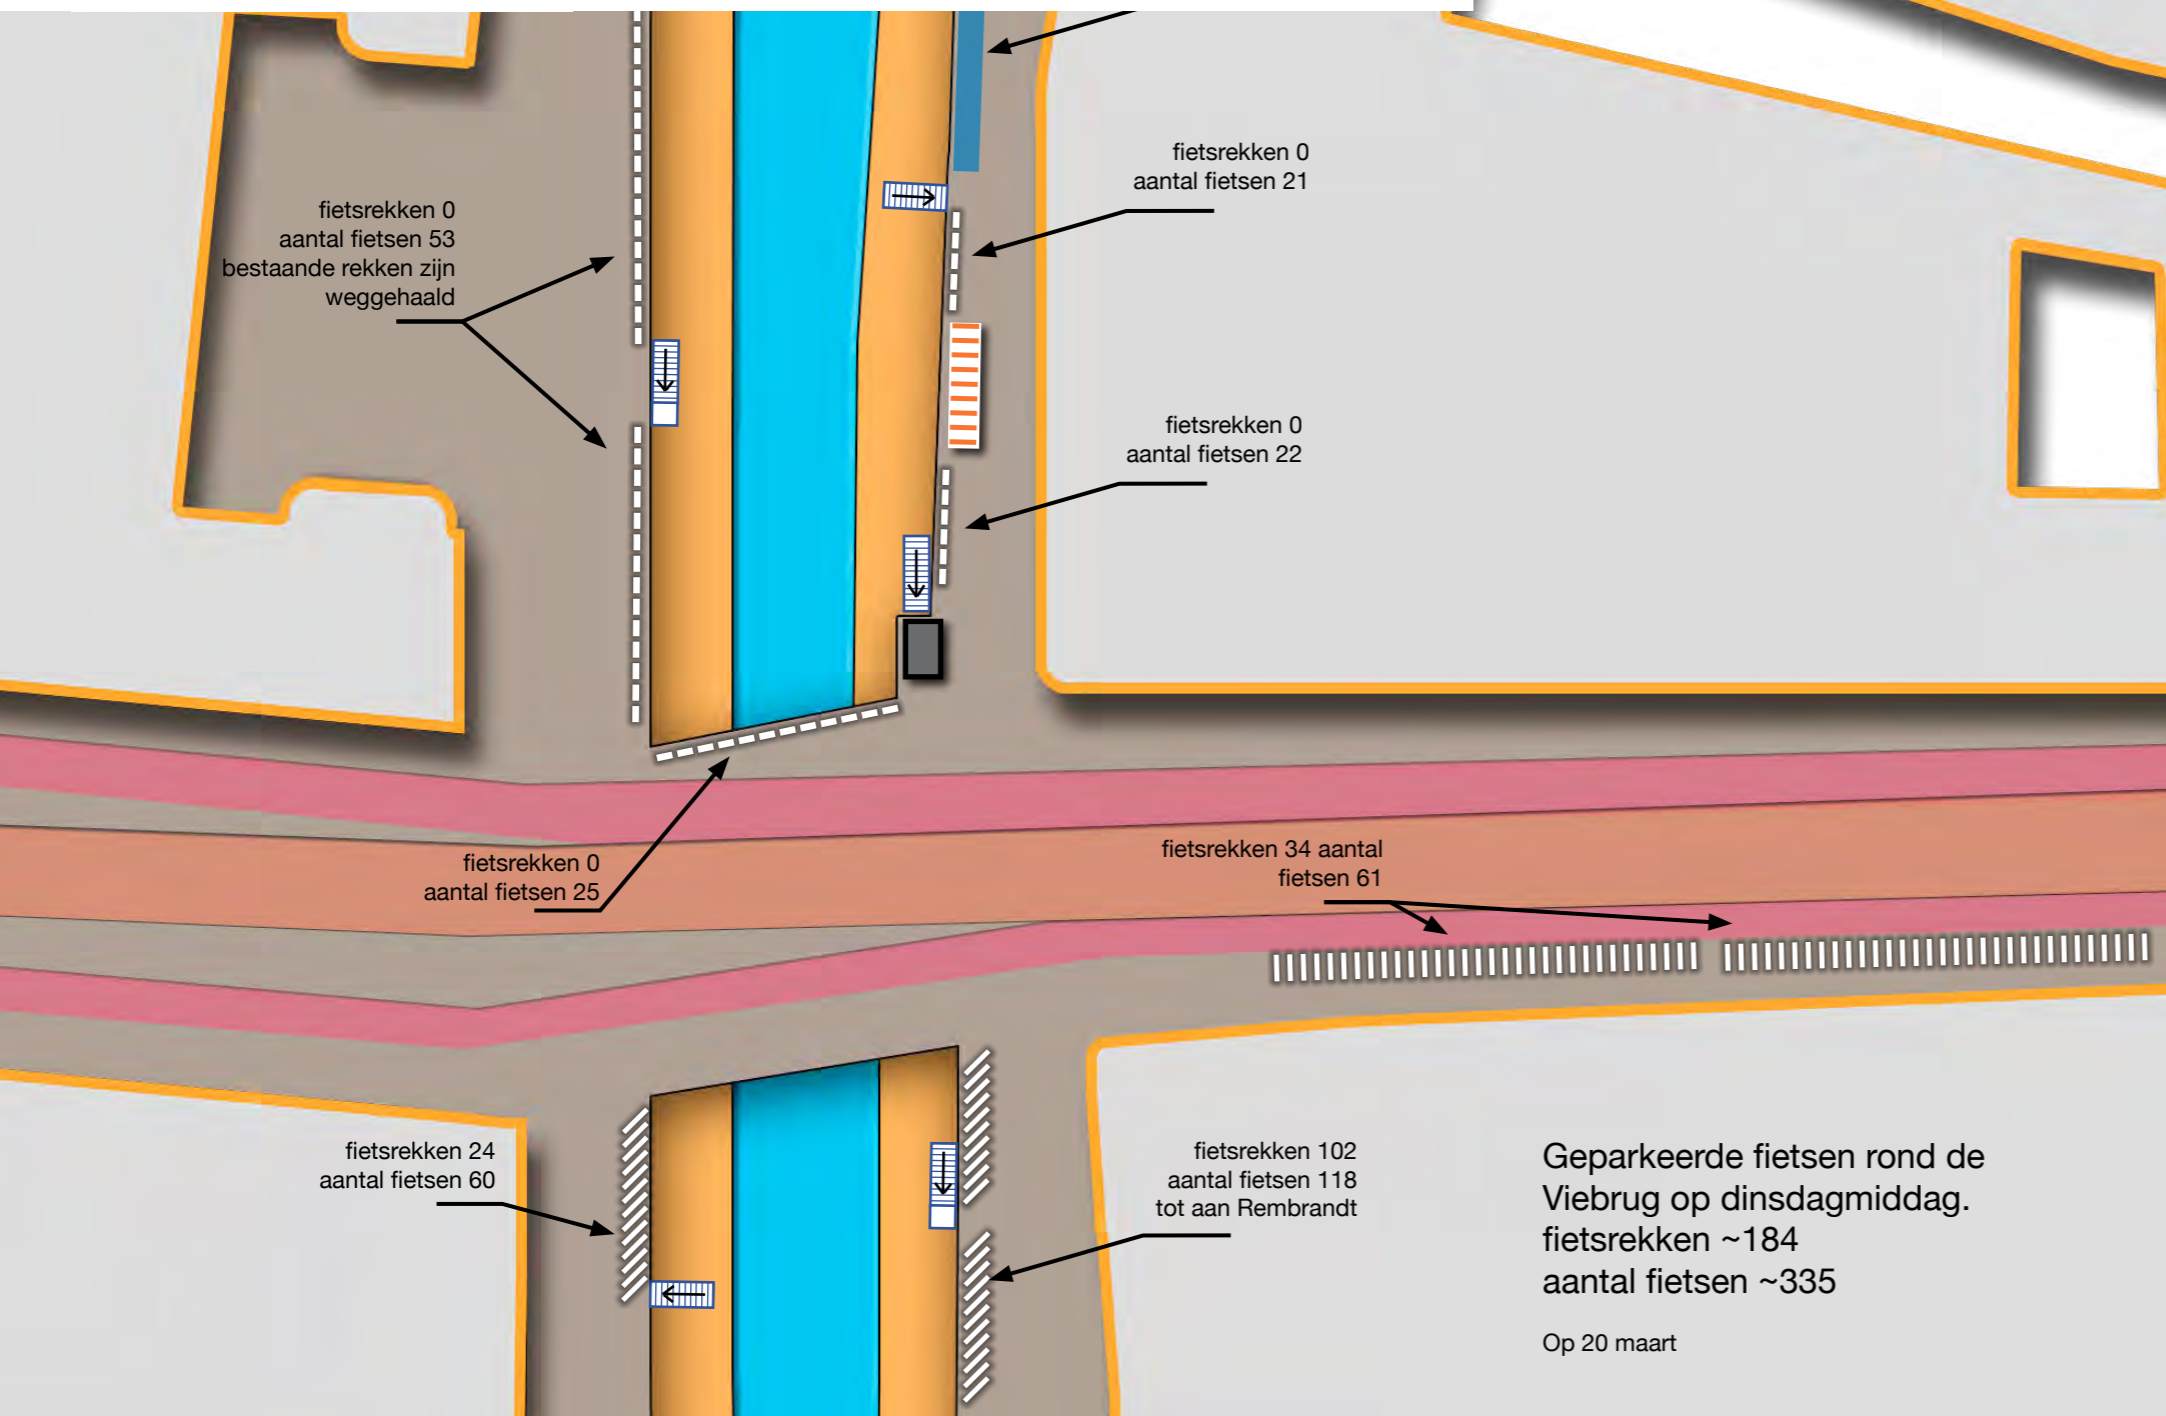 fietsrekken 0
aantal fietsen 21
fietsrekken 0
aantal fietsen 53
bestaande rekken zijn
weggehaald
fietsrekken 0
aantal fietsen 22
fietsrekken 0
aantal fietsen 25
fietsrekken 34 aantal
fietsen 61
fietsrekken 24
aantal fietsen 60
fietsrekken 102
aantal fietsen 118
tot aan Rembrandt
Geparkeerde fietsen rond de
Viebrug op dinsdagmiddag.
fietsrekken ~184
aantal fietsen ~335
Op 20 maart